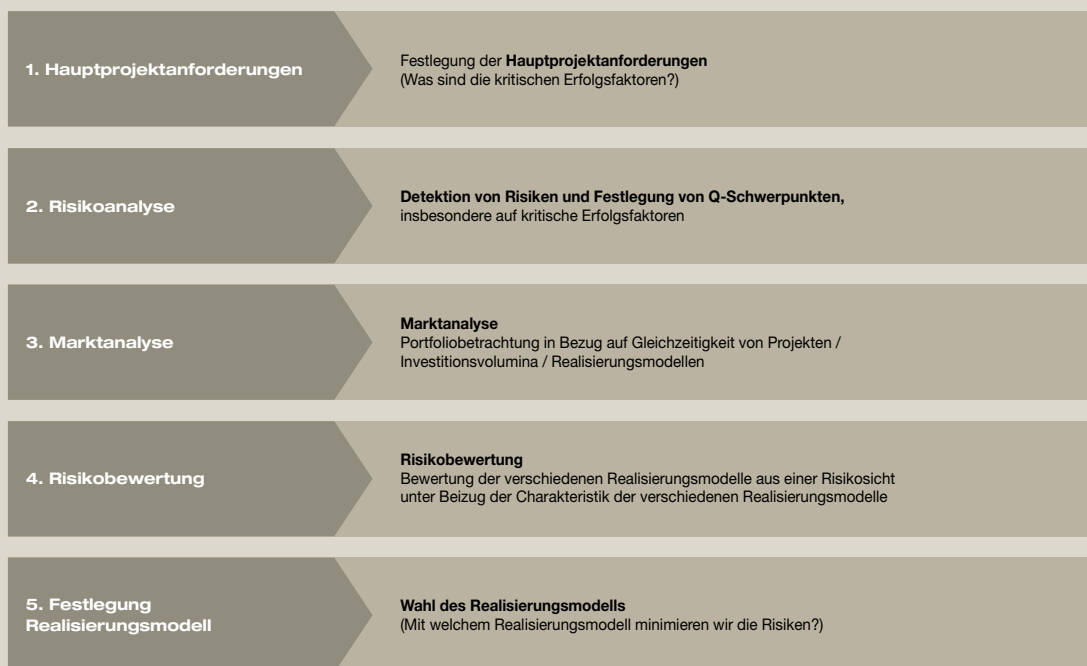 1. Hauptprojektanforderungen
Festlegung der Hauptprojektanforderungen
(Was sind die kritischen Erfolgsfaktoren?)
2. Risikoanalyse
Detektion von Risiken und Festlegung von Q-Schwerpunkten,
insbesondere auf kritische Erfolgsfaktoren
3. Marktanalyse
Marktanalyse
Portfoliobetrachtung in Bezug auf Gleichzeitigkeit von Projekten /
Investitionsvolumina / Realisierungsmodellen
4. Risikobewertung
Risikobewertung
Bewertung der verschiedenen Realisierungsmodelle aus einer Risikosicht
unter Beizug der Charakteristik der verschiedenen Realisierungsmodelle
5. Festlegung
Realisierungsmodell
Wahl des Realisierungsmodells
(Mit welchem Realisierungsmodell minimieren wir die Risiken?)